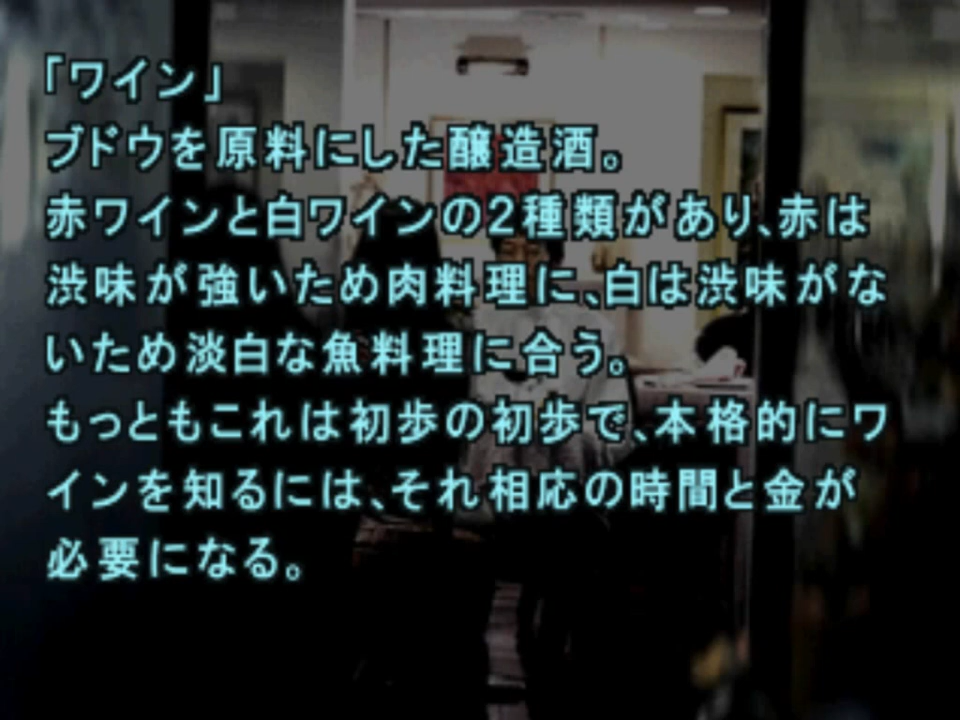 「ワイン」
ブドウを原料にした醸造酒。
赤ワインと白ワインの2種類があり、赤は
渋味が強いため肉料理に、白は渋味がな
いため淡白な魚料理に合う。
もっともこれは初歩の初歩で、本格的にワ
インを知るには、それ相応の時間と金が
必要になる。